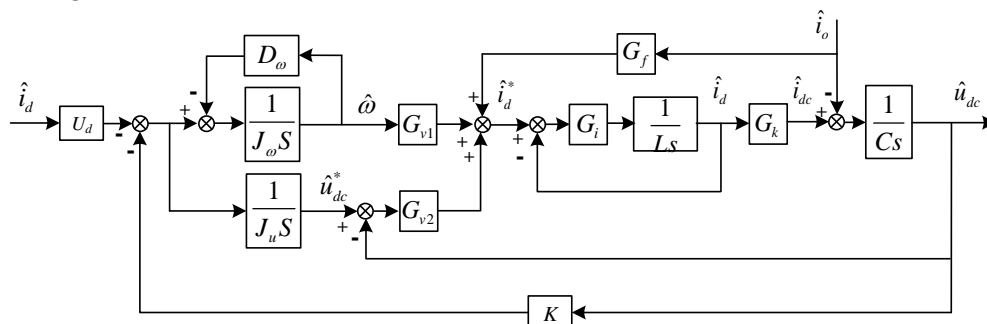 î_o
D_ω
G_f
î_d
U_d
1/(J_ω S)
ω̂
G_v1
î_d^*
G_i
1/(Ls)
î_d
G_k
î_dc
1/(Cs)
û_dc
1/(J_u S)
û_dc^*
G_v2
K